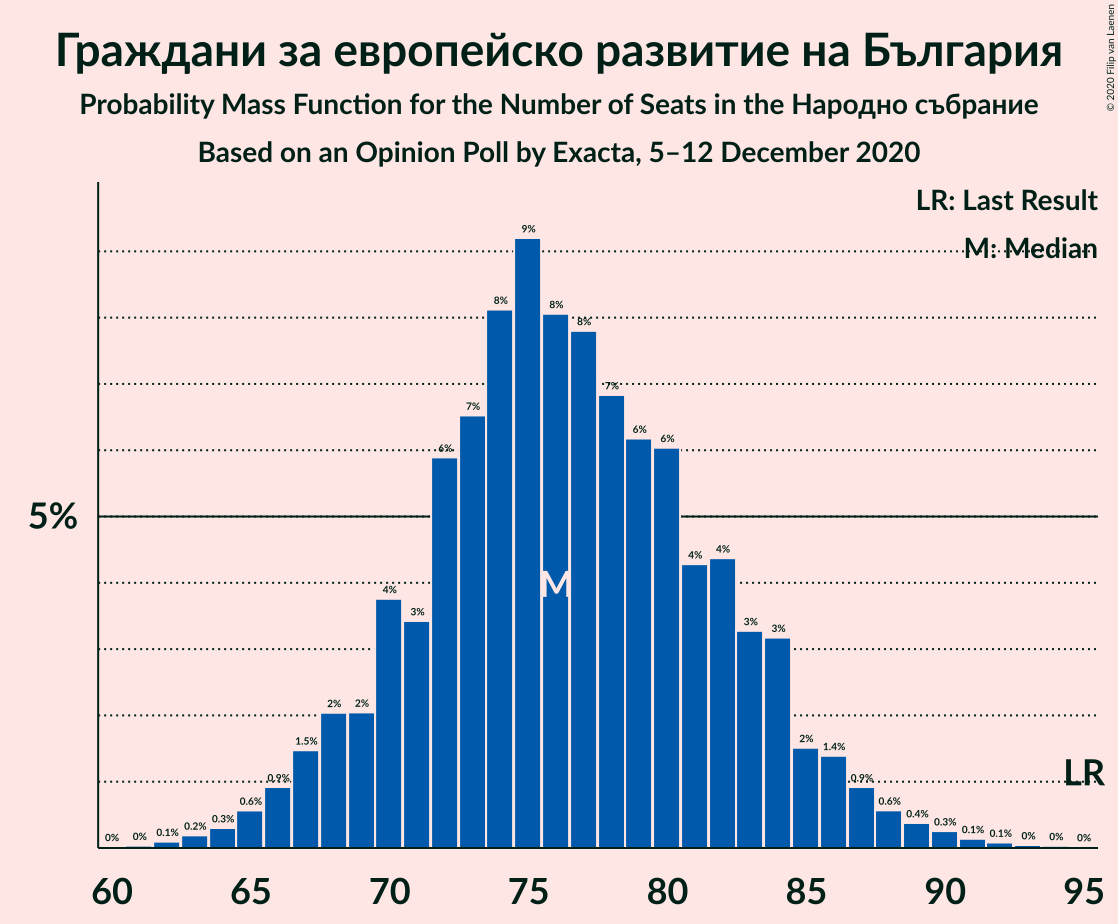 Граждани за европейско развитие на България
Probability Mass Function for the Number of Seats in the Народно събрание
Based on an Opinion Poll by Exacta, 5–12 December 2020
© 2020 Filip van Laenen
LR: Last Result
M: Median
5%
0% 0% 0.1% 0.2% 0.3% 0.6% 0.9% 1.5% 2% 2% 4% 3% 6% 7% 8% 9% 8% 8% 7% 6% 6% 4% 4% 3% 3% 2% 1.4% 0.9% 0.6% 0.4% 0.3% 0.1% 0.1% 0% 0% 0%
M
LR
60 65 70 75 80 85 90 95